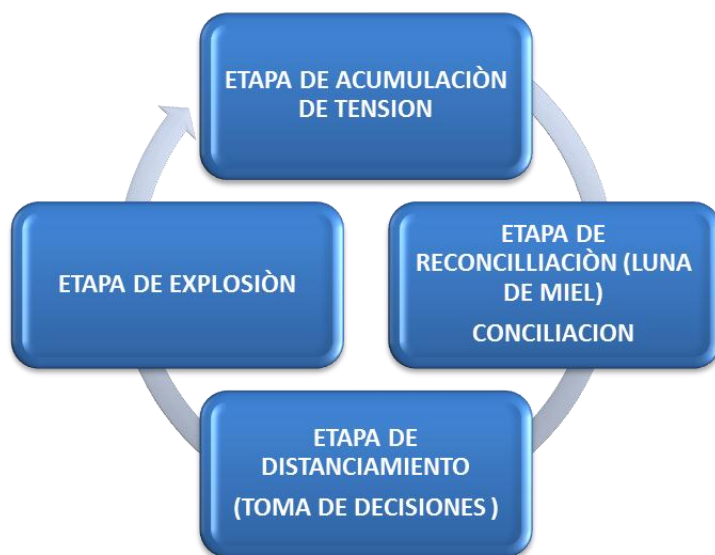 ETAPA DE ACUMULACIÒN
DE TENSION
ETAPA DE
RECONCILLIACIÒN (LUNA
DE MIEL)
CONCILIACION
ETAPA DE DISTANCIAMIENTO
(TOMA DE DECISIONES )
ETAPA DE EXPLOSIÒN